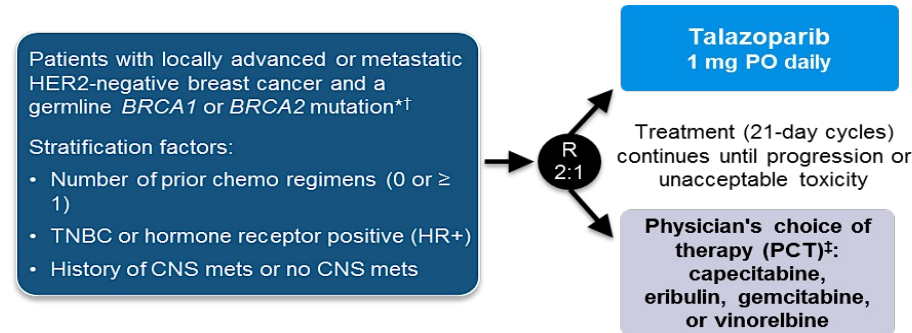 Patients with locally advanced or metastatic
HER2-negative breast cancer and a
germline BRCA1 or BRCA2 mutation*†
Stratification factors:
• Number of prior chemo regimens (0 or ≥
1)
• TNBC or hormone receptor positive (HR+)
• History of CNS mets or no CNS mets
R
2:1
Talazoparib
1 mg PO daily
Treatment (21-day cycles)
continues until progression or
unacceptable toxicity
Physician's choice of
therapy (PCT)‡:
capecitabine,
eribulin, gemcitabine,
or vinorelbine